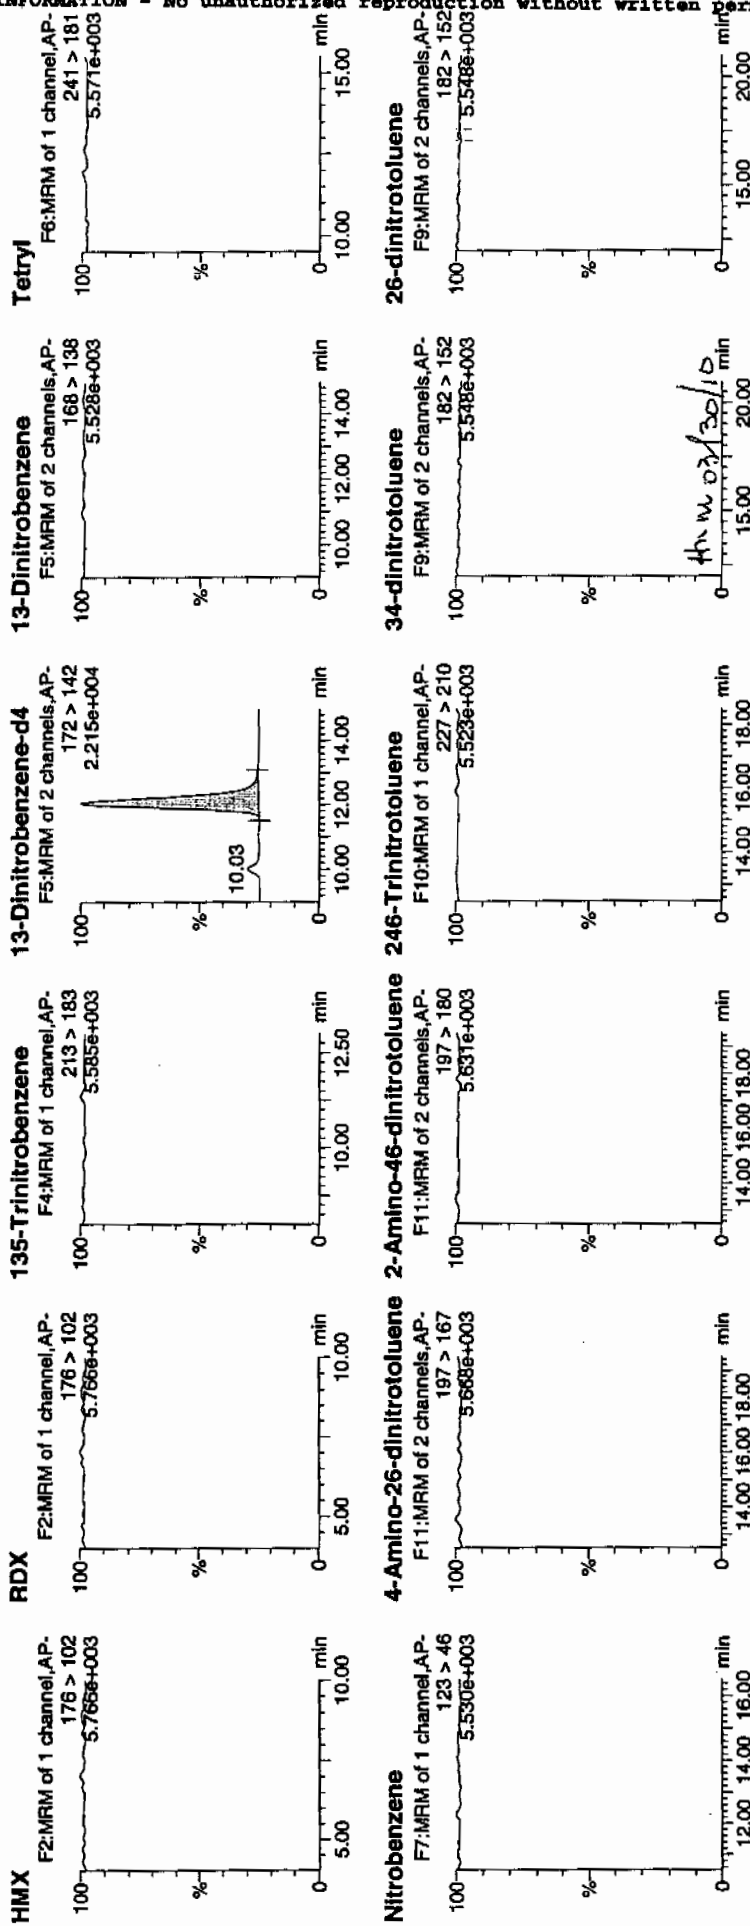 INFORMATION - No unauthorized reproduction without written per
HMX
F2:MRM of 1 channel,AP-
176 > 102
5.766e+003
100
%
0
5.00
10.00
min
RDX
F2:MRM of 1 channel,AP-
176 > 102
5.766e+003
100
%
0
5.00
10.00
min
135-Trinitrobenzene
F4:MRM of 1 channel,AP-
213 > 183
5.585e+003
100
%
0
10.00
12.50
min
13-Dinitrobenzene-d4
F5:MRM of 2 channels,AP-
172 > 142
2.215e+004
100
%
10.03
0
10.00
12.00
14.00
min
13-Dinitrobenzene
F5:MRM of 2 channels,AP-
168 > 138
5.528e+003
100
%
0
10.00
12.00
14.00
min
Tetryl
F6:MRM of 1 channel,AP-
241 > 181
5.571e+003
100
%
0
10.00
15.00
min
Nitrobenzene
F7:MRM of 1 channel,AP-
123 > 46
5.530e+003
100
%
0
12.00
14.00
16.00
min
4-Amino-26-dinitrotoluene
F11:MRM of 2 channels,AP-
197 > 167
5.668e+003
100
%
0
14.00
16.00
18.00
min
2-Amino-46-dinitrotoluene
F11:MRM of 2 channels,AP-
197 > 180
5.631e+003
100
%
0
14.00
16.00
18.00
min
246-Trinitrotoluene
F10:MRM of 1 channel,AP-
227 > 210
5.523e+003
100
%
0
14.00
16.00
18.00
min
34-dinitrotoluene
F9:MRM of 2 channels,AP-
182 > 152
5.548e+003
100
%
0
15.00
20.00
min
26-dinitrotoluene
F9:MRM of 2 channels,AP-
182 > 152
5.548e+003
100
%
0
15.00
20.00
min